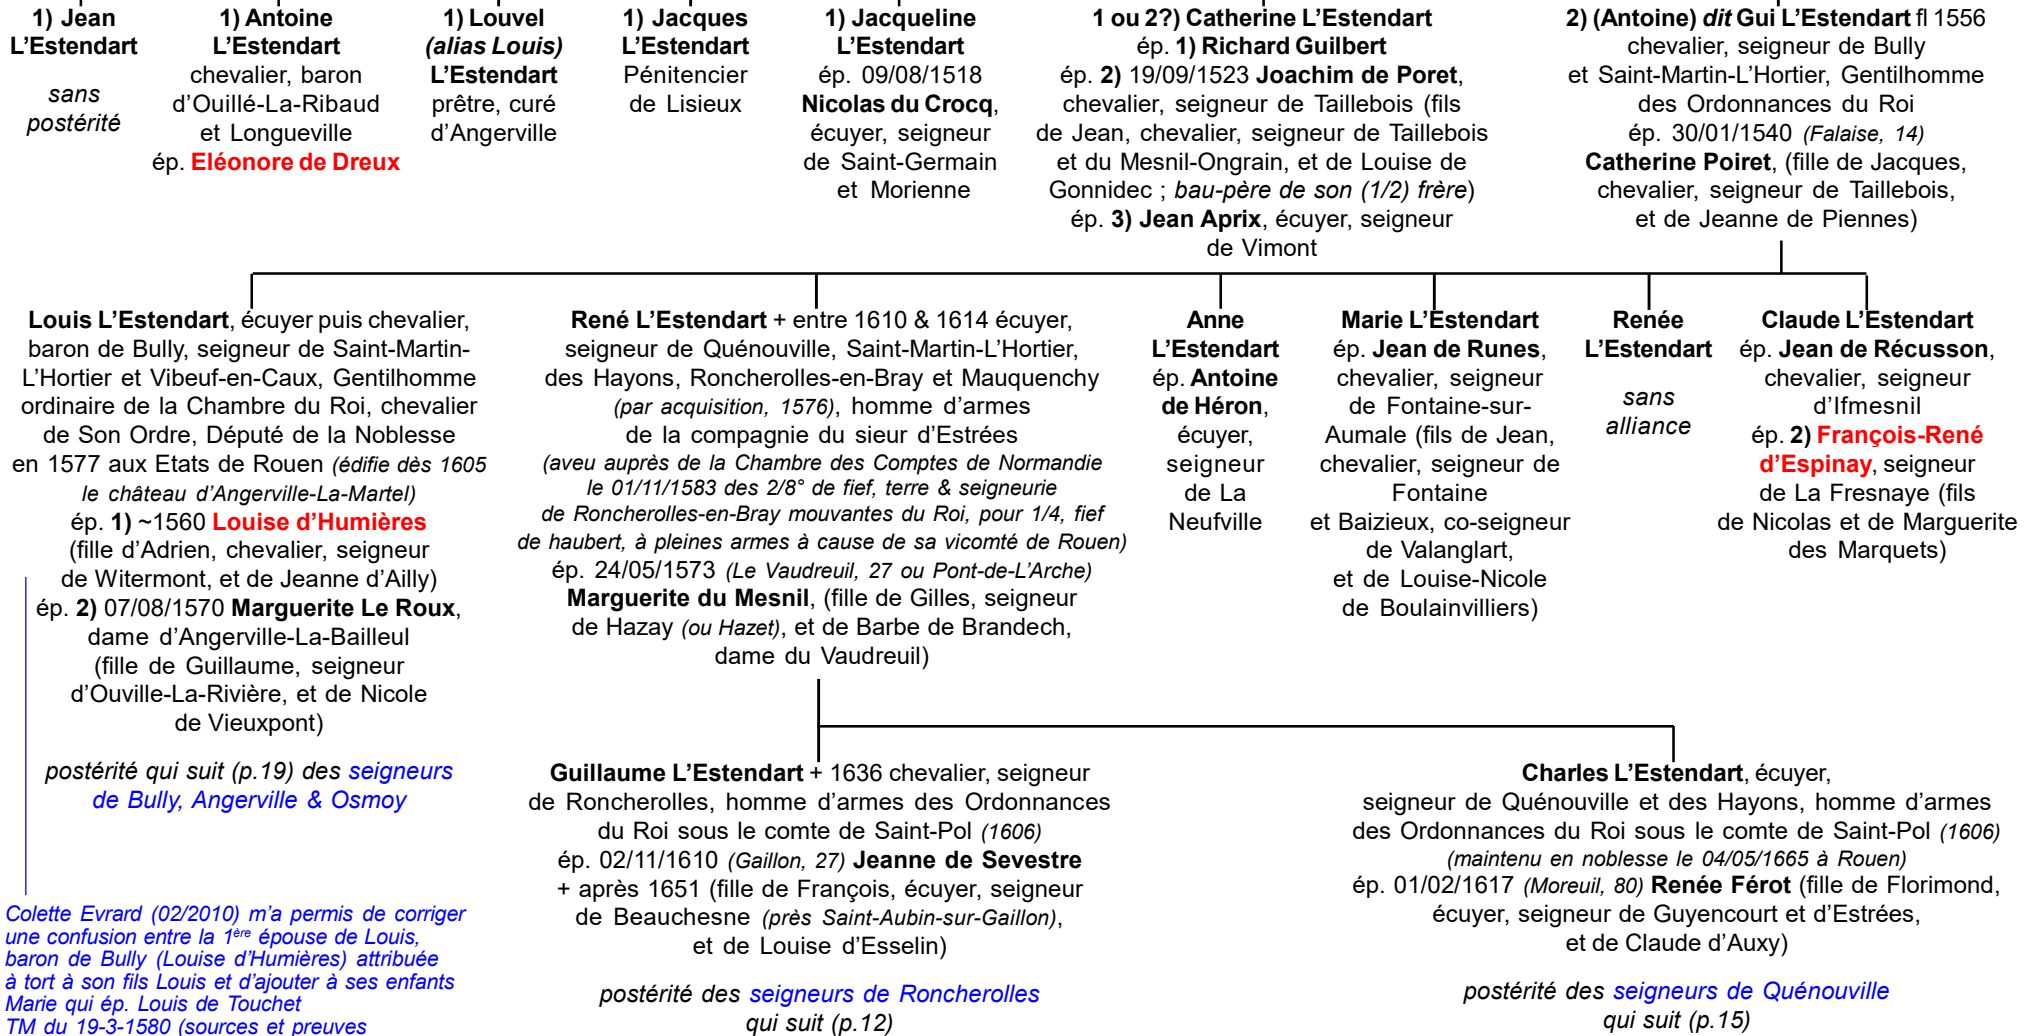 1) Jean
L'Estendart
sans
postérité
1) Antoine
L'Estendart
chevalier, baron
d'Ouillé-La-Ribaud
et Longueville
ép. Eléonore de Dreux
1) Louvel
(alias Louis)
L'Estendart
prêtre, curé
d'Angerville
1) Jacques
L'Estendart
Pénitencier
de Lisieux
1) Jacqueline
L'Estendart
ép. 09/08/1518
Nicolas du Crocq,
écuyer, seigneur
de Saint-Germain
et Morienne
1 ou 2?) Catherine L'Estendart
ép. 1) Richard Guilbert
ép. 2) 19/09/1523 Joachim de Poret,
chevalier, seigneur de Taillebois (fils
de Jean, chevalier, seigneur de Taillebois
et du Mesnil-Ongrain, et de Louise de
Gonnidec ; bau-père de son (1/2) frère)
ép. 3) Jean Aprix, écuyer, seigneur
de Vimont
2) (Antoine) dit Gui L'Estendart fl 1556
chevalier, seigneur de Bully
et Saint-Martin-L'Hortier, Gentilhomme
des Ordonnances du Roi
ép. 30/01/1540 (Falaise, 14)
Catherine Poiret, (fille de Jacques,
chevalier, seigneur de Taillebois,
et de Jeanne de Piennes)
Louis L'Estendart, écuyer puis chevalier,
baron de Bully, seigneur de Saint-Martin-
L'Hortier et Vibeuf-en-Caux, Gentilhomme
ordinaire de la Chambre du Roi, chevalier
de Son Ordre, Député de la Noblesse
en 1577 aux Etats de Rouen (édifie dès 1605
le château d'Angerville-La-Martel)
ép. 1) ~1560 Louise d'Humières
(fille d'Adrien, chevalier, seigneur
de Witermont, et de Jeanne d'Ailly)
ép. 2) 07/08/1570 Marguerite Le Roux,
dame d'Angerville-La-Bailleul
(fille de Guillaume, seigneur
d'Ouville-La-Rivière, et de Nicole
de Vieuxpont)
postérité qui suit (p.19) des seigneurs
de Bully, Angerville & Osmoy
René L'Estendart + entre 1610 & 1614 écuyer,
seigneur de Quénouville, Saint-Martin-L'Hortier,
des Hayons, Roncherolles-en-Bray et Mauquenchy
(par acquisition, 1576), homme d'armes
de la compagnie du sieur d'Estrées
(aveu auprès de la Chambre des Comptes de Normandie
le 01/11/1583 des 2/8° de fief, terre & seigneurie
de Roncherolles-en-Bray mouvantes du Roi, pour 1/4, fief
de haubert, à pleines armes à cause de sa vicomté de Rouen)
ép. 24/05/1573 (Le Vaudreuil, 27 ou Pont-de-L'Arche)
Marguerite du Mesnil, (fille de Gilles, seigneur
de Hazay (ou Hazet), et de Barbe de Brandech,
dame du Vaudreuil)
Anne
L'Estendart
ép. Antoine
de Héron,
écuyer,
seigneur
de La
Neufville
Marie L'Estendart
ép. Jean de Runes,
chevalier, seigneur
de Fontaine-sur-
Aumale (fils de Jean,
chevalier, seigneur de
Fontaine
et Baizieux, co-seigneur
de Valanglart,
et de Louise-Nicole
de Boulainvilliers)
Renée
L'Estendart
sans
alliance
Claude L'Estendart
ép. Jean de Récusson,
chevalier, seigneur
d'Ifmesnil
ép. 2) François-René
d'Espinay, seigneur
de La Fresnaye (fils
de Nicolas et de Marguerite
des Marquets)
Guillaume L'Estendart + 1636 chevalier, seigneur
de Roncherolles, homme d'armes des Ordonnances
du Roi sous le comte de Saint-Pol (1606)
ép. 02/11/1610 (Gaillon, 27) Jeanne de Sevestre
+ après 1651 (fille de François, écuyer, seigneur
de Beauchesne (près Saint-Aubin-sur-Gaillon),
et de Louise d'Esselin)
postérité des seigneurs de Roncherolles
qui suit (p.12)
Charles L'Estendart, écuyer,
seigneur de Quénouville et des Hayons, homme d'armes
des Ordonnances du Roi sous le comte de Saint-Pol (1606)
(maintenu en noblesse le 04/05/1665 à Rouen)
ép. 01/02/1617 (Moreuil, 80) Renée Férot (fille de Florimond,
écuyer, seigneur de Guyencourt et d'Estrées,
et de Claude d'Auxy)
postérité des seigneurs de Quénouville
qui suit (p.15)
Colette Evrard (02/2010) m'a permis de corriger
une confusion entre la 1ère épouse de Louis,
baron de Bully (Louise d'Humières) attribuée
à tort à son fils Louis et d'ajouter à ses enfants
Marie qui ép. Louis de Touchet
TM du 19-3-1580 (sources et preuves